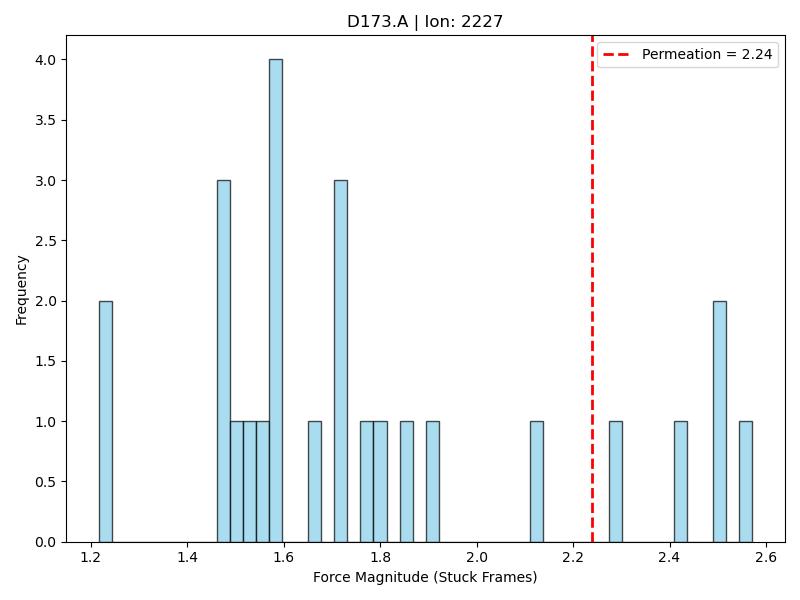 D173.A | Ion: 2227
Permeation = 2.24
4.0
3.5
3.0
2.5
2.0
1.5
1.0
0.5
0.0
Frequency
1.2 1.4 1.6 1.8 2.0 2.2 2.4 2.6
Force Magnitude (Stuck Frames)